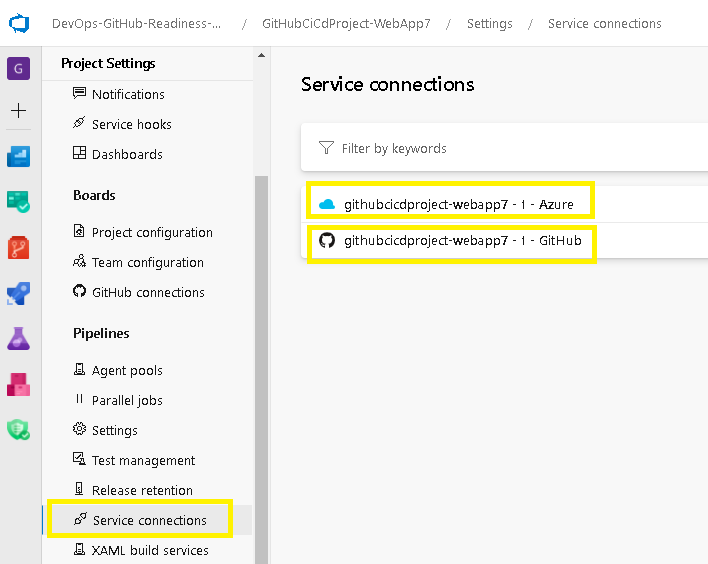 DevOps-GitHub-Readiness-... / GitHubCiCdProject-WebApp7 / Settings / Service connections
G
Project Settings
Notifications
Service hooks
Dashboards
Boards
Project configuration
Team configuration
GitHub connections
Pipelines
Agent pools
Parallel jobs
Settings
Test management
Release retention
Service connections
XAML build services
Service connections
Filter by keywords
githubcicdproject-webapp7 - 1 - Azure
githubcicdproject-webapp7 - 1 - GitHub